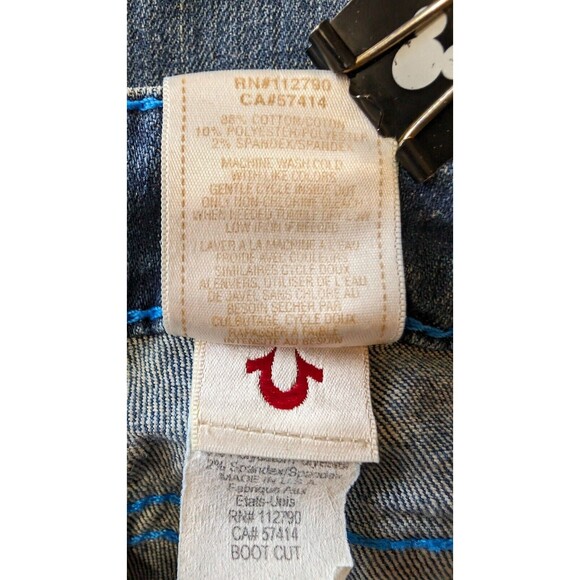 RN#112790
CA#57414
88% COTTON/COTON
10% POLYESTER/POLYESTER
2% SPANDEX/SPANDEX
MACHINE WASH COLD
WITH LIKE COLORS
GENTLE CYCLE INSIDE OUT
ONLY NON-CHLORINE BLEACH
WHEN NEEDED TUMBLE DRY LOW
LOW IRON IF NEEDED
LAVER A LA MACHINE A L'EAU
FROIDE AVEC COULEURS
SIMILAIRES CYCLE DOUX
ALENVERS, UTILISER DE L'EAU
DE JAVEL SANS CHLORE AU
BESOIN SECHER PAR
CULBUTAGE CYCLE DOUX
REPASSER A FAIBLE
INTENSITE AU BESOIN
2% Spandex/Spandex
MADE IN U.S.A
Fabrique Aux
Etats-Unis
RN# 112790
CA# 57414
BOOT CUT